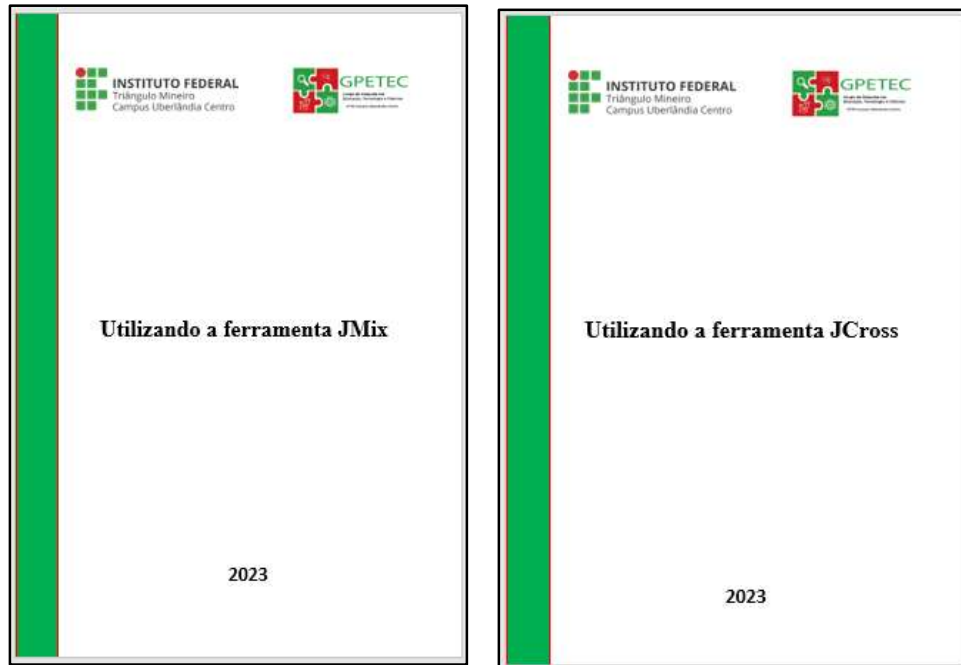 INSTITUTO FEDERAL
Triângulo Mineiro
Campus Uberlândia Centro
GPETEC
Utilizando a ferramenta JMix
2023
INSTITUTO FEDERAL
Triângulo Mineiro
Campus Uberlândia Centro
GPETEC
Utilizando a ferramenta JCross
2023